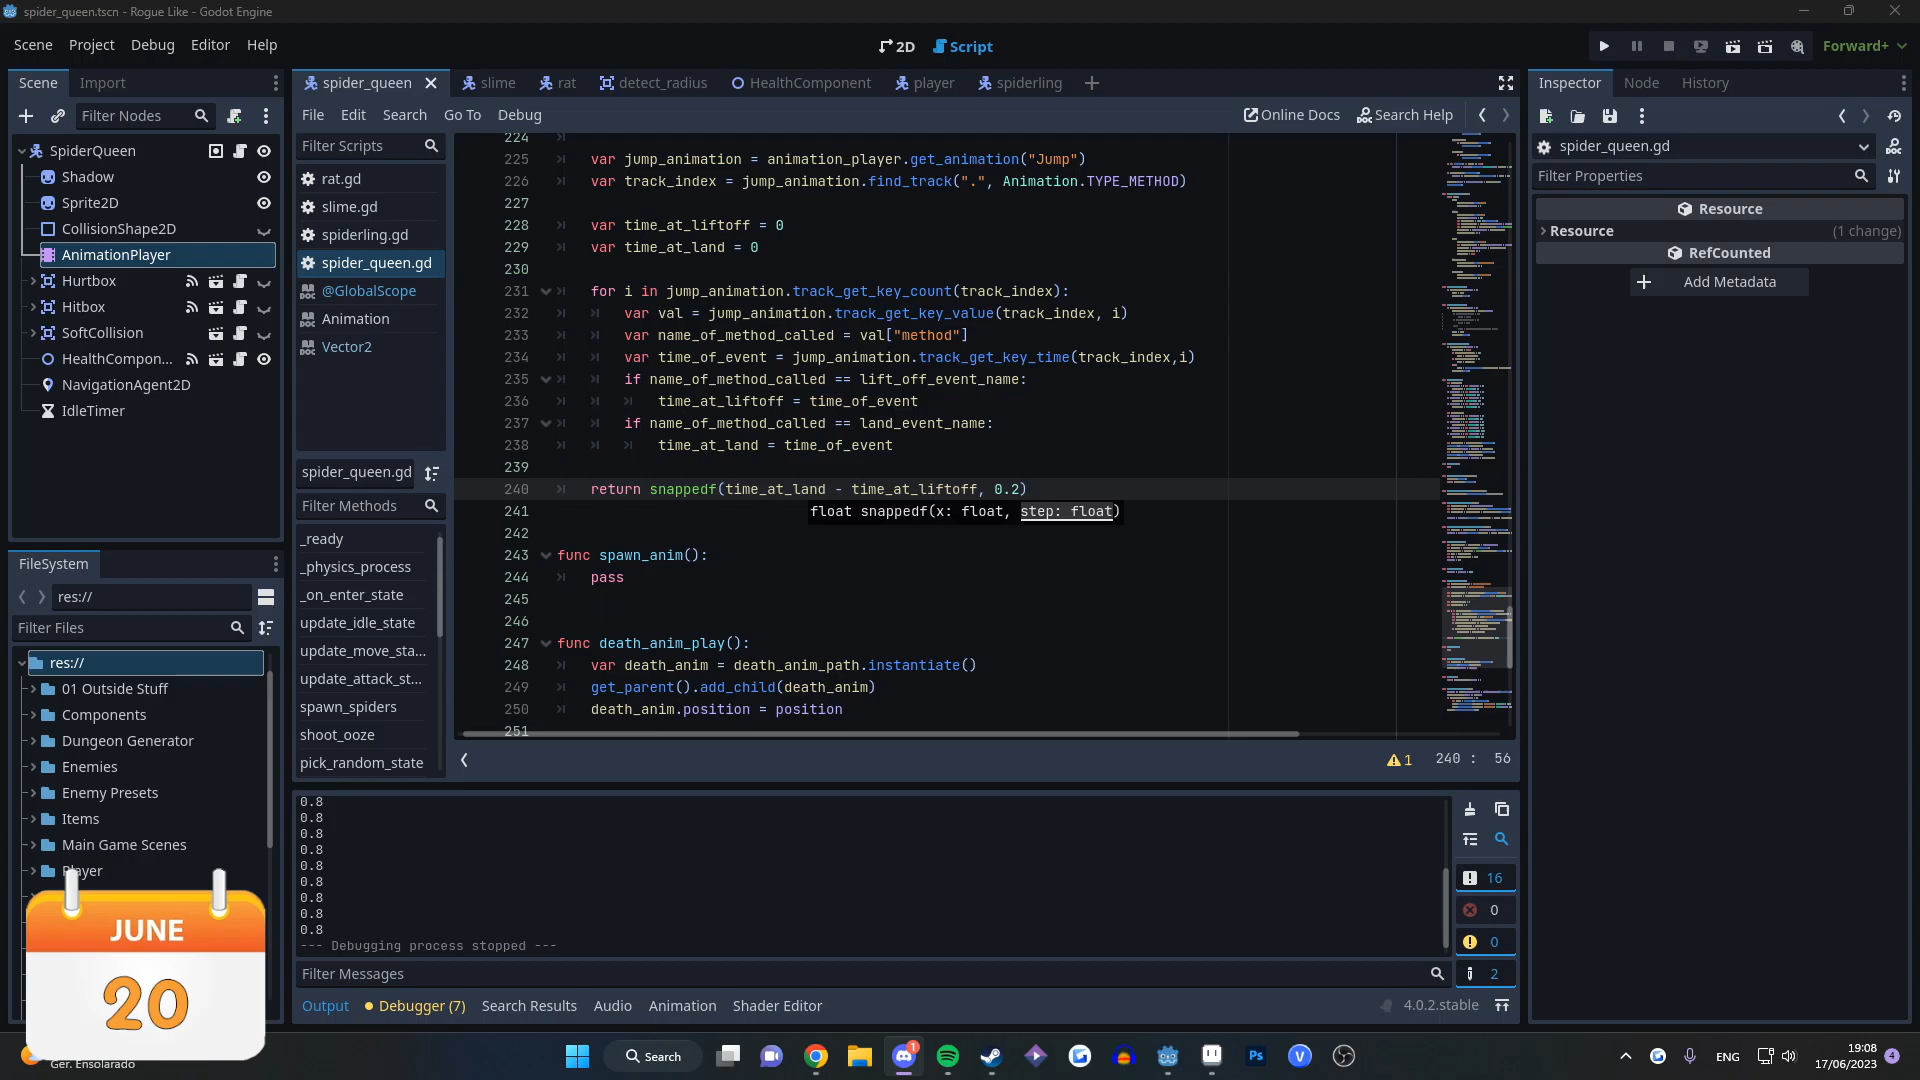 spider_queen.tscn - Rogue Like - Godot Engine
Scene Project Debug Editor Help
2D Script
Forward+
Scene Import
spider_queen slime rat detect_radius HealthComponent player spiderling
Inspector Node History
Filter Nodes
File Edit Search Go To Debug
Online Docs Search Help
SpiderQueen
Shadow
Sprite2D
CollisionShape2D
AnimationPlayer
Hurtbox
Hitbox
SoftCollision
HealthCompon...
NavigationAgent2D
IdleTimer
Filter Scripts
rat.gd
slime.gd
spiderling.gd
spider_queen.gd
@GlobalScope
Animation
Vector2
spider_queen.gd
Filter Methods
_ready
_physics_process
_on_enter_state
update_idle_state
update_move_sta...
update_attack_st...
spawn_spiders
shoot_ooze
pick_random_state
224
225 var jump_animation = animation_player.get_animation("Jump")
226 var track_index = jump_animation.find_track(".", Animation.TYPE_METHOD)
227
228 var time_at_liftoff = 0
229 var time_at_land = 0
230
231 for i in jump_animation.track_get_key_count(track_index):
232 var val = jump_animation.track_get_key_value(track_index, i)
233 var name_of_method_called = val["method"]
234 var time_of_event = jump_animation.track_get_key_time(track_index,i)
235 if name_of_method_called == lift_off_event_name:
236 time_at_liftoff = time_of_event
237 if name_of_method_called == land_event_name:
238 time_at_land = time_of_event
239
240 return snappedf(time_at_land - time_at_liftoff, 0.2)
241 float snappedf(x: float, step: float)
242
243 func spawn_anim():
244 pass
245
246
247 func death_anim_play():
248 var death_anim = death_anim_path.instantiate()
249 get_parent().add_child(death_anim)
250 death_anim.position = position
251
1 240 : 56
spider_queen.gd
Filter Properties
Resource
Resource (1 change)
RefCounted
Add Metadata
FileSystem
res://
Filter Files
res://
01 Outside Stuff
Components
Dungeon Generator
Enemies
Enemy Presets
Items
Main Game Scenes
Player
JUNE
20
0.8
0.8
0.8
0.8
0.8
0.8
0.8
0.8
0.8
--- Debugging process stopped ---
16
0
0
2
Filter Messages
Output Debugger (7) Search Results Audio Animation Shader Editor
4.0.2.stable
Ger. Ensolarado
Search
1
Ps
V
ENG
19:08
17/06/2023
4